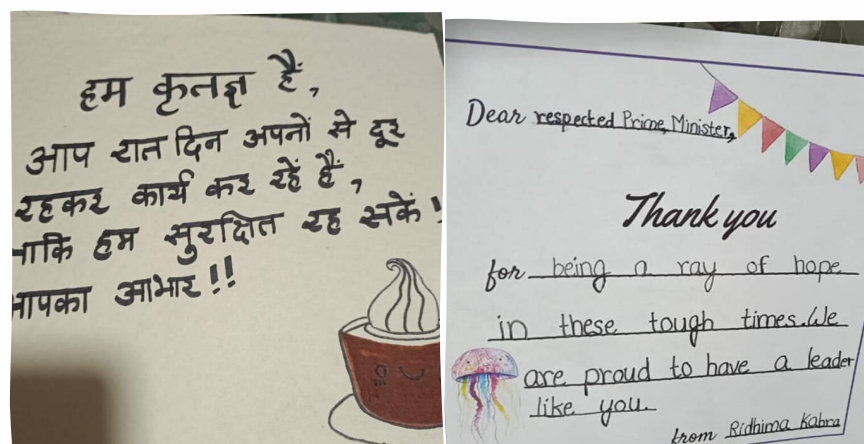 हम कृतज्ञ हैं,
आप रात दिन अपनों से दूर
रहकर कार्य कर रहें हैं,
ताकि हम सुरक्षित रह सकें!
आपका आभार!!
Dear respected Prime Minister,
Thank you
for being a ray of hope
in these tough times. We
are proud to have a leader
like you.
from Ridhima Kabra